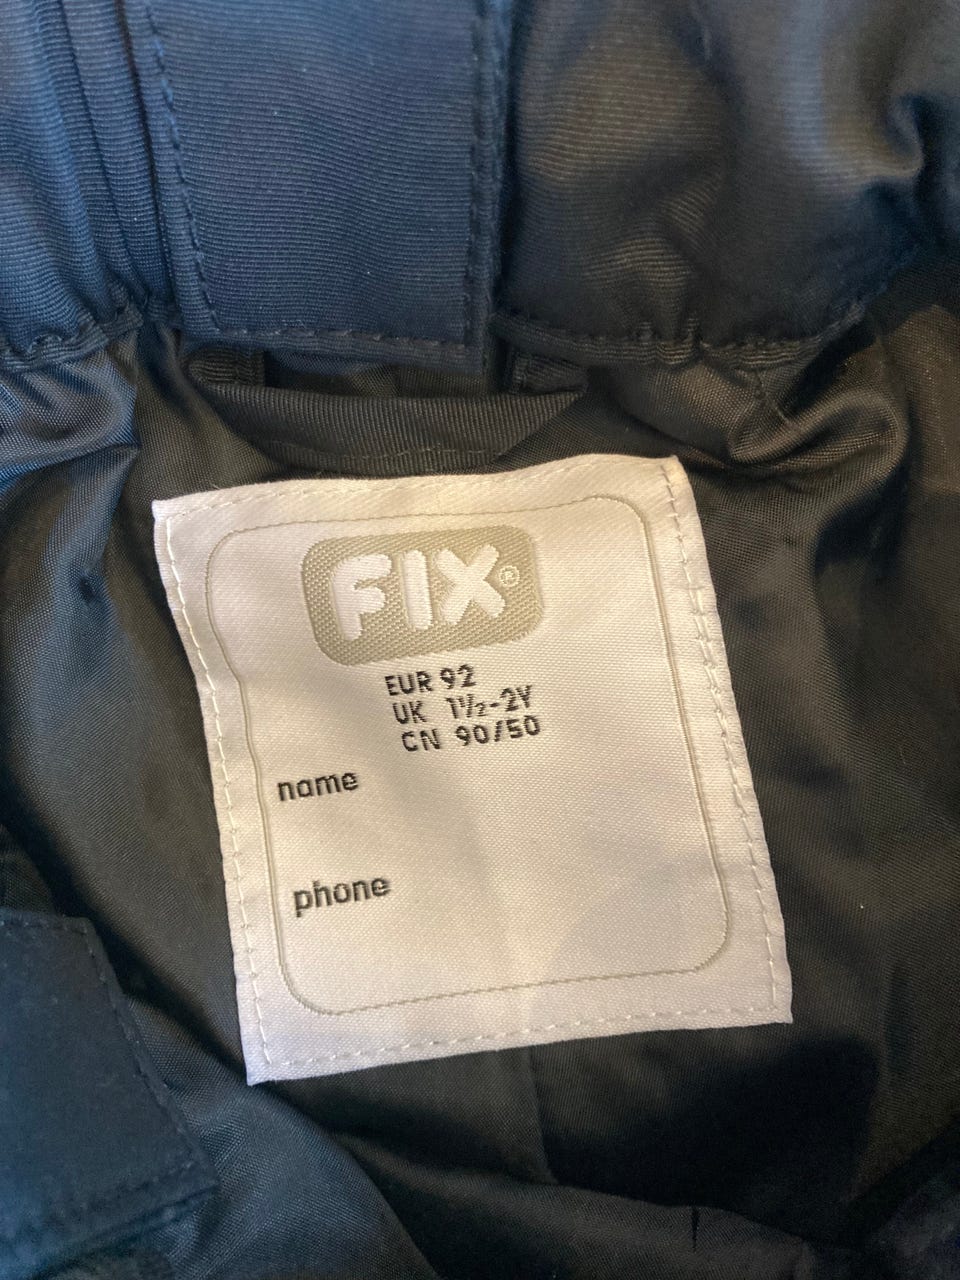 FIX®
EUR 92
UK 1½-2Y
CN 90/50
name
phone